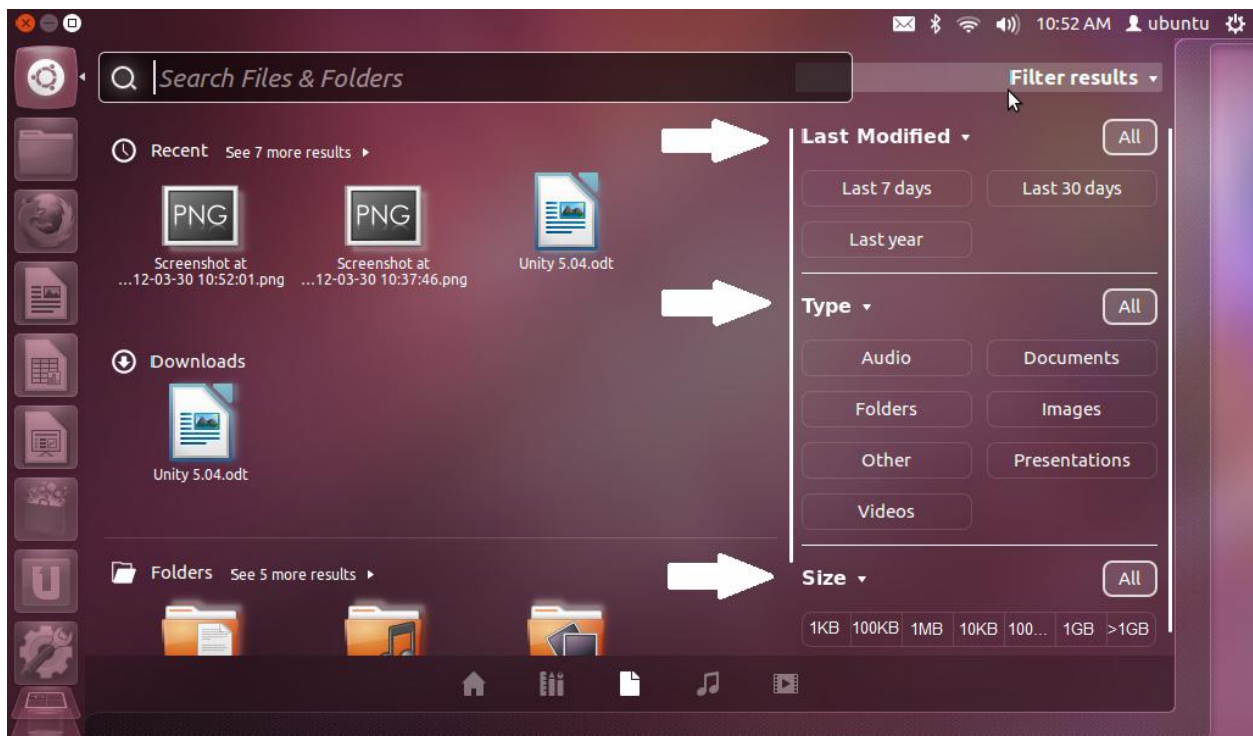 10:52 AM ubuntu
Search Files & Folders
Filter results
Recent See 7 more results
PNG
PNG
Screenshot at
...12-03-30 10:52:01.png
Screenshot at
...12-03-30 10:37:46.png
Unity 5.04.odt
Downloads
Unity 5.04.odt
Folders See 5 more results
Last Modified All
Last 7 days Last 30 days
Last year
Type All
Audio Documents
Folders Images
Other Presentations
Videos
Size All
1KB 100KB 1MB 10KB 100... 1GB >1GB
U